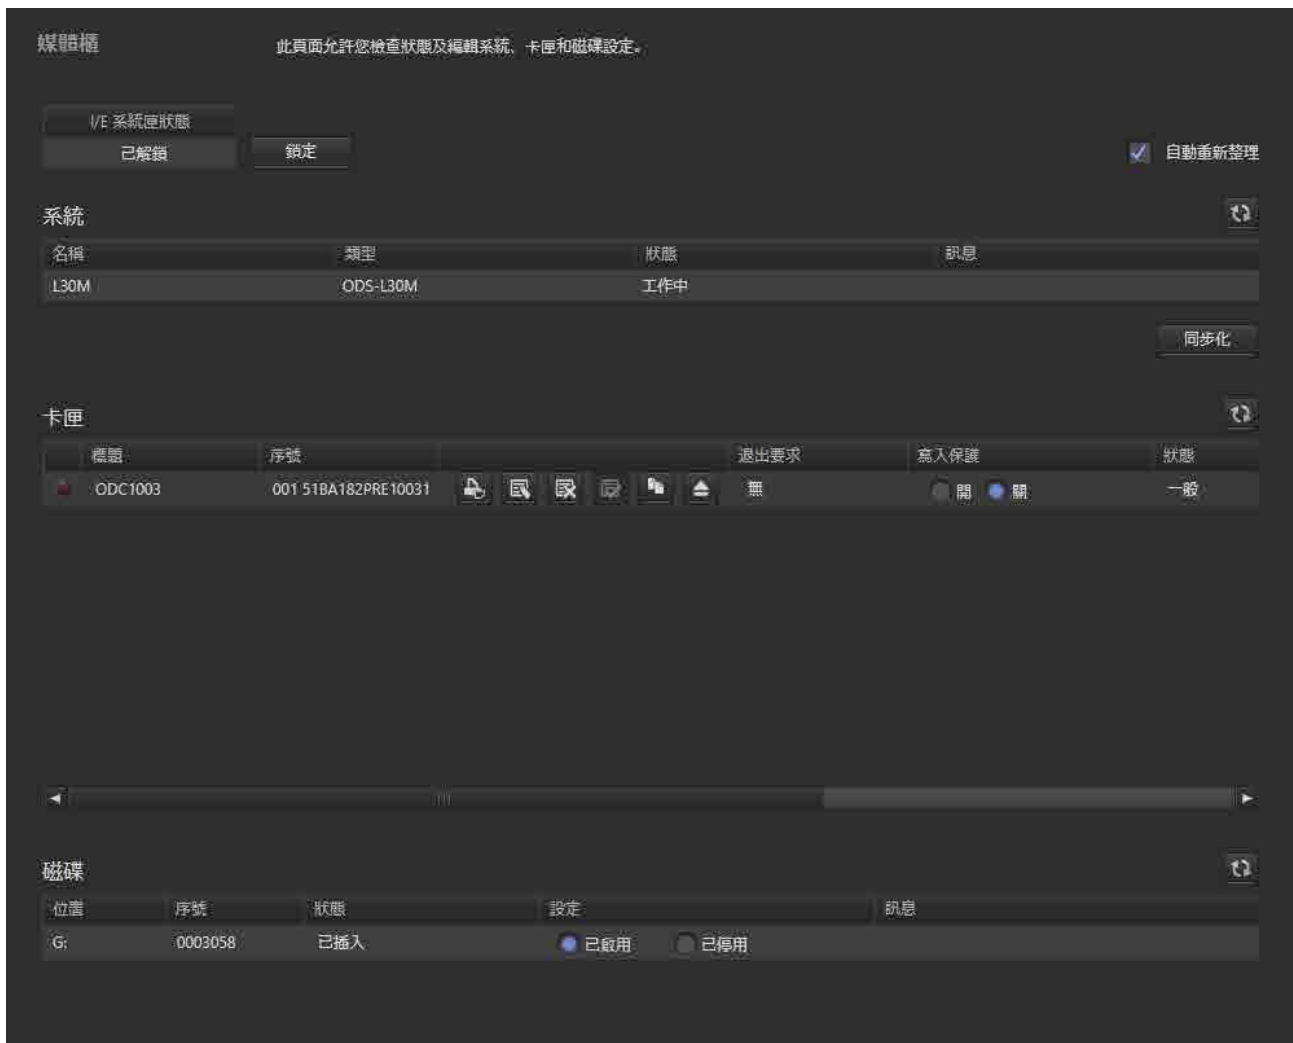 媒體櫃 此頁面允許您檢查狀態及編輯系統、卡匣和磁碟設定。
I/E 系統匣狀態
已解鎖 鎖定 自動重新整理
系統
名稱 類型 狀態 訊息
L30M ODS-L30M 工作中
同步化
卡匣
標題 序號 退出要求 寫入保護 狀態
ODC1003 001 51BA182PRE10031 無 開 關 一般
磁碟
位置 序號 狀態 設定 訊息
G: 0003058 已插入 已啟用 已停用